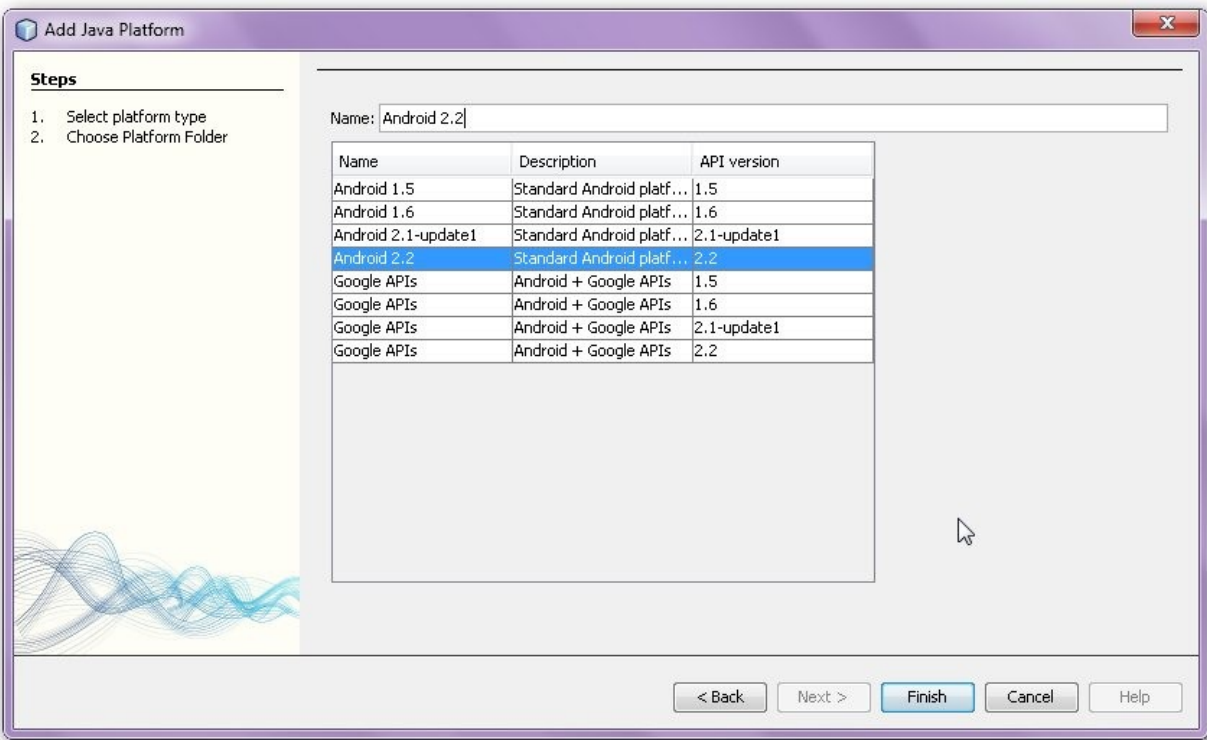 Add Java Platform
Steps
1. Select platform type
2. Choose Platform Folder
Name: Android 2.2
Name Description API version
Android 1.5 Standard Android platf... 1.5
Android 1.6 Standard Android platf... 1.6
Android 2.1-update1 Standard Android platf... 2.1-update1
Android 2.2 Standard Android platf... 2.2
Google APIs Android + Google APIs 1.5
Google APIs Android + Google APIs 1.6
Google APIs Android + Google APIs 2.1-update1
Google APIs Android + Google APIs 2.2
< Back Next > Finish Cancel Help